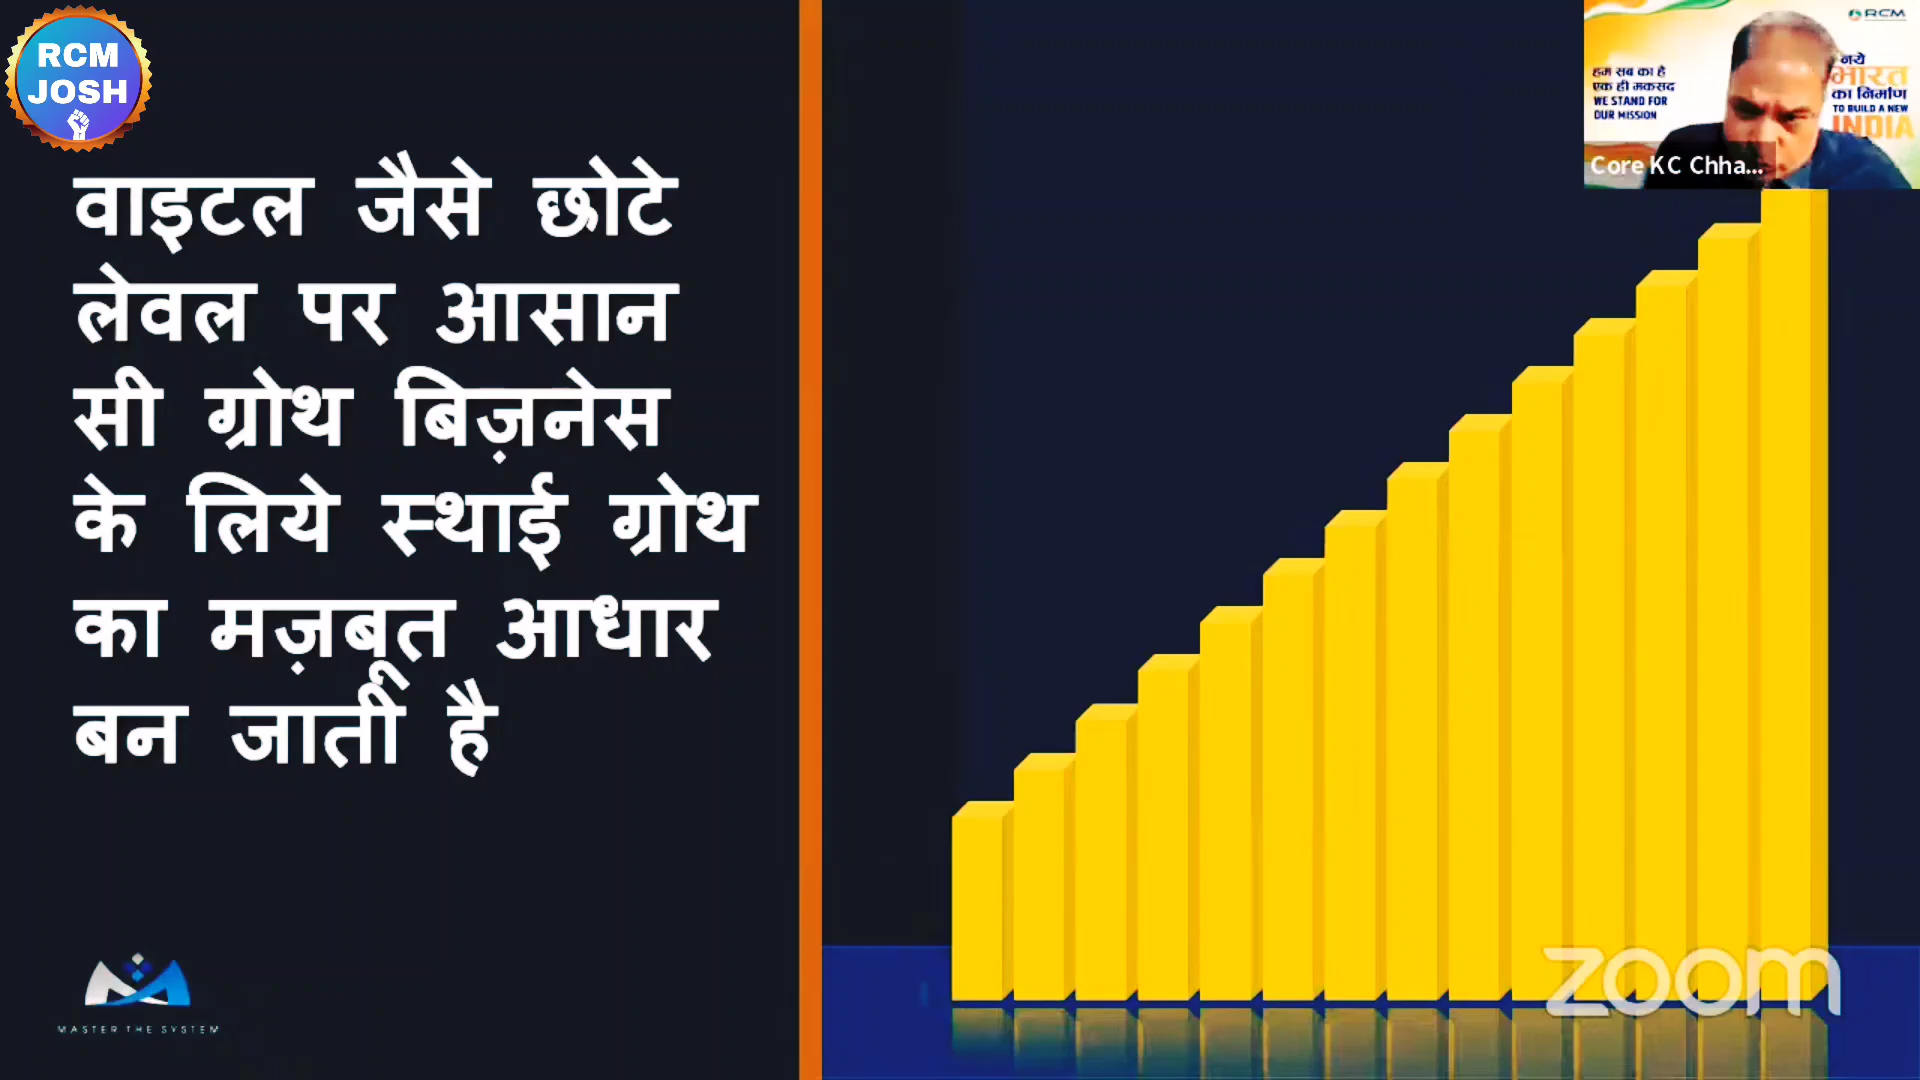 RCM
JOSH
वाइटल जैसे छोटे
लेवल पर आसान
सी ग्रोथ बिज़नेस
के लिये स्थाई ग्रोथ
का मज़बूत आधार
बन जाती है
MASTER THE SYSTEM
RCM
हम सब का है
एक ही मकसद
WE STAND FOR
OUR MISSION
नये
भारत
का निर्माण
TO BUILD A NEW
INDIA
Core KC Chha...
zoom